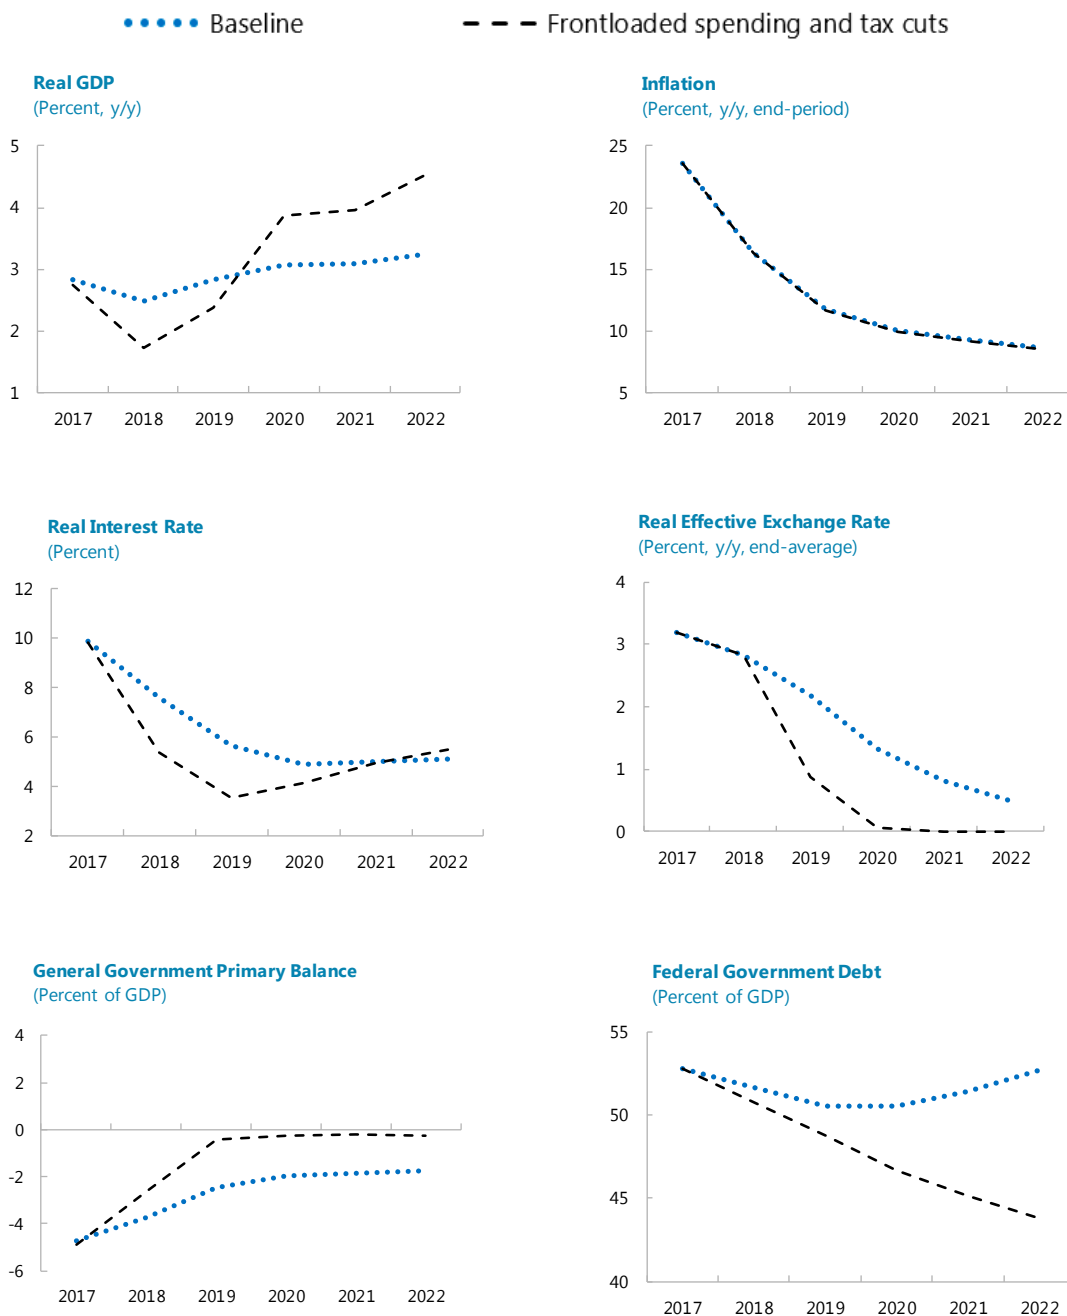 Baseline
Frontloaded spending and tax cuts
Real GDP
(Percent, y/y)
5
4
3
2
1
2017 2018 2019 2020 2021 2022
Inflation
(Percent, y/y, end-period)
25
20
15
10
5
2017 2018 2019 2020 2021 2022
Real Interest Rate
(Percent)
12
10
8
6
4
2
2017 2018 2019 2020 2021 2022
Real Effective Exchange Rate
(Percent, y/y, end-average)
4
3
2
1
0
2017 2018 2019 2020 2021 2022
General Government Primary Balance
(Percent of GDP)
4
2
0
-2
-4
-6
2017 2018 2019 2020 2021 2022
Federal Government Debt
(Percent of GDP)
55
50
45
40
2017 2018 2019 2020 2021 2022